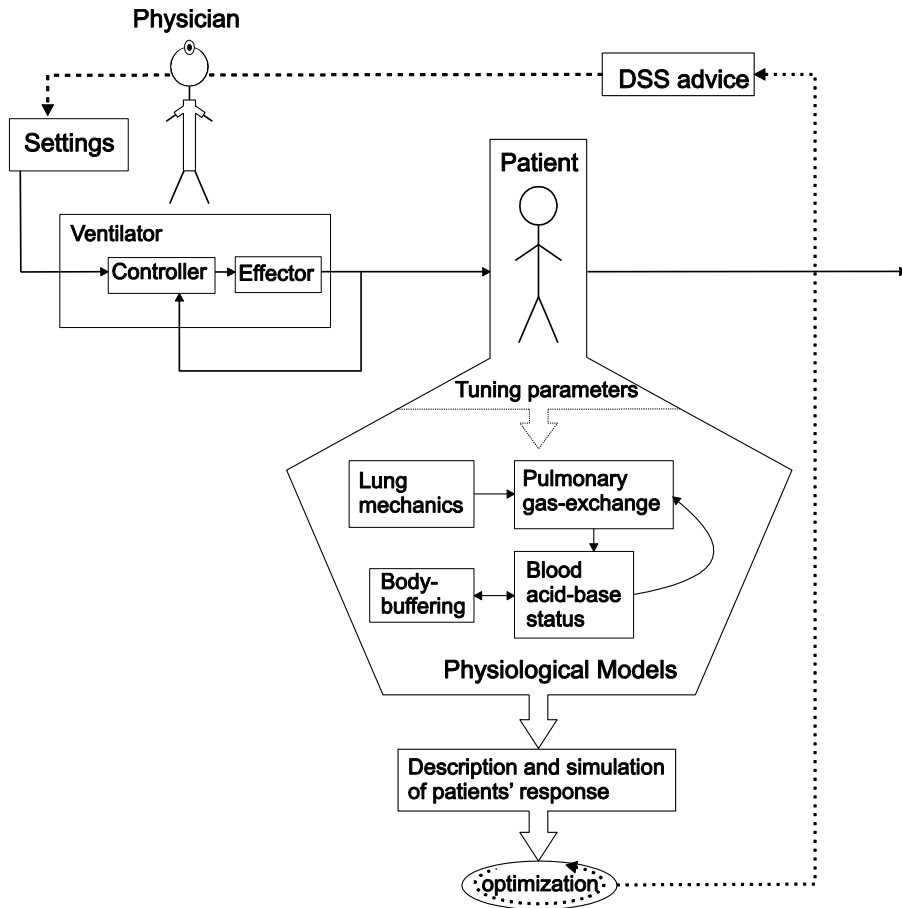 Physician
DSS advice
Settings
Patient
Ventilator
Controller
Effector
Tuning parameters
Lung
mechanics
Pulmonary
gas-exchange
Body-
buffering
Blood
acid-base
status
Physiological Models
Description and simulation
of patients’ response
optimization